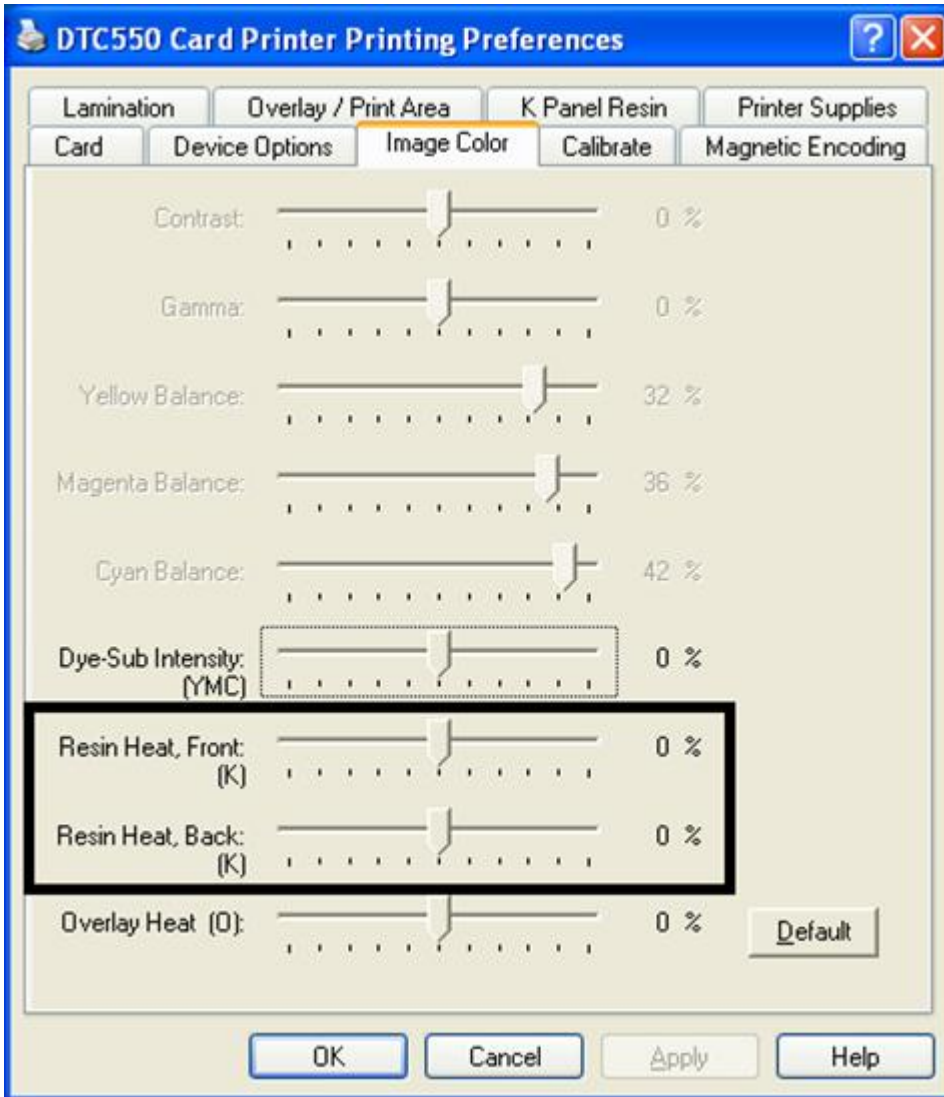 DTC550 Card Printer Printing Preferences
?
Lamination Overlay / Print Area K Panel Resin Printer Supplies
Card Device Options Image Color Calibrate Magnetic Encoding
Contrast: 0 %
Gamma: 0 %
Yellow Balance: 32 %
Magenta Balance: 36 %
Cyan Balance: 42 %
Dye-Sub Intensity: 0 %
(YMC)
Resin Heat, Front: 0 %
(K)
Resin Heat, Back: 0 %
(K)
Overlay Heat (O): 0 %
Default
OK Cancel Apply Help